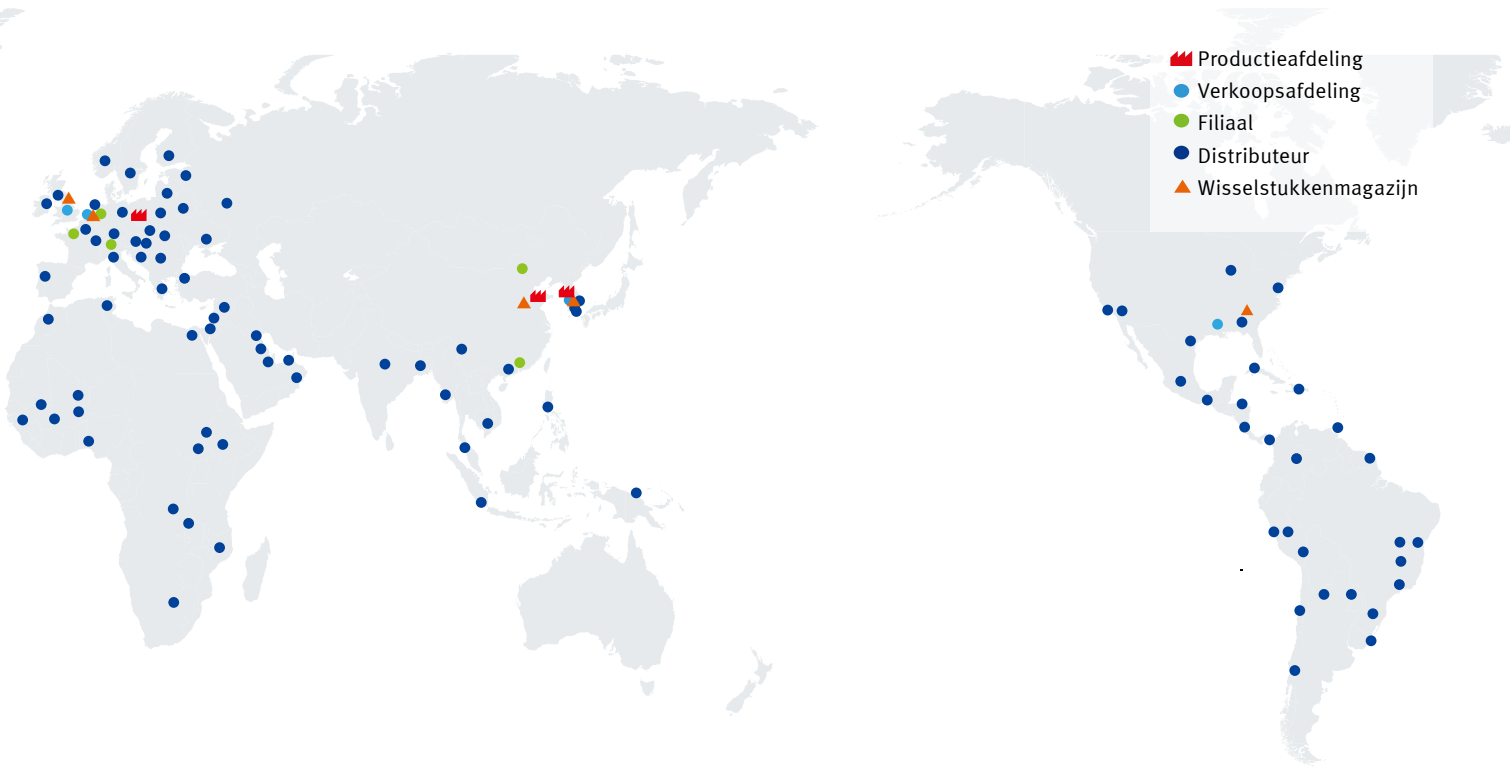 Productieafdeling
Verkoopsafdeling
Filiaal
Distributeur
Wisselstukkenmagazijn